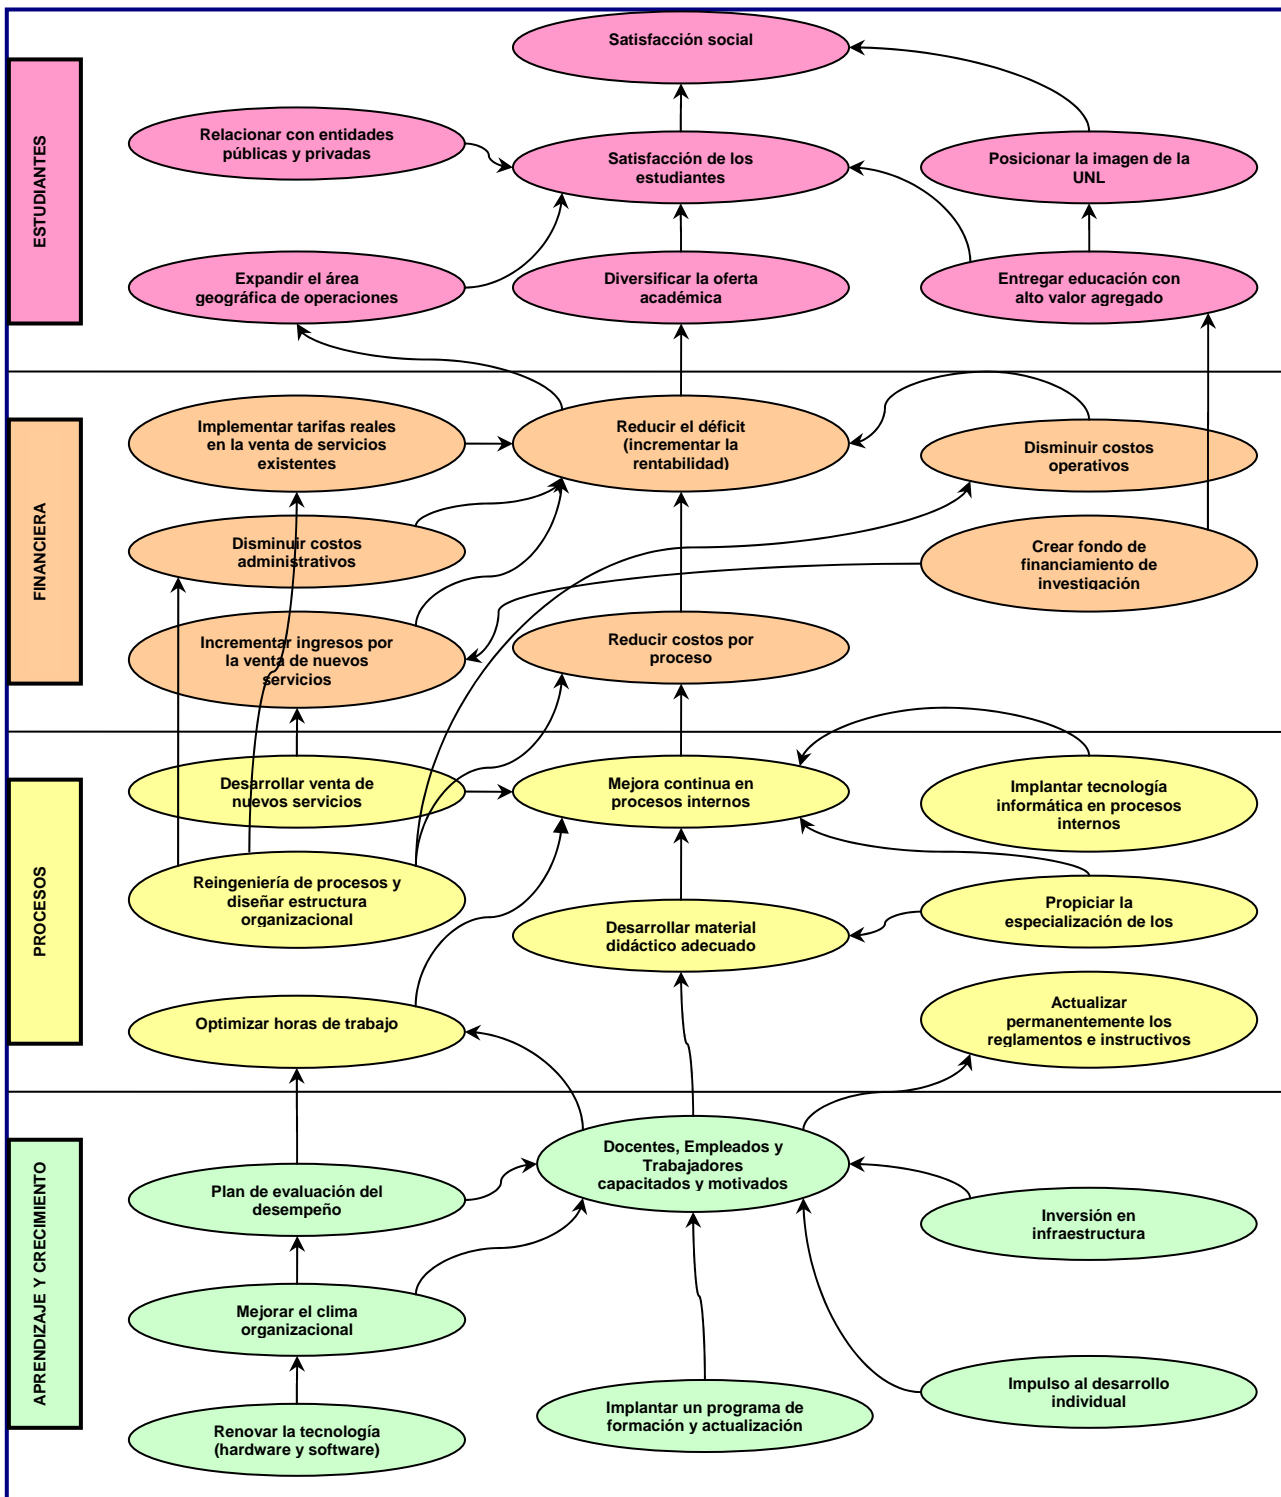 ESTUDIANTES
Satisfacción social
Relacionar con entidades
públicas y privadas
Satisfacción de los
estudiantes
Posicionar la imagen de la
UNL
Expandir el área
geográfica de operaciones
Diversificar la oferta
académica
Entregar educación con
alto valor agregado
FINANCIERA
Implementar tarifas reales
en la venta de servicios
existentes
Reducir el déficit
(incrementar la
rentabilidad)
Disminuir costos
operativos
Disminuir costos
administrativos
Crear fondo de
financiamiento de
investigación
Incrementar ingresos por
la venta de nuevos
servicios
Reducir costos por
proceso
PROCESOS
Desarrollar venta de
nuevos servicios
Mejora continua en
procesos internos
Implantar tecnología
informática en procesos
internos
Reingeniería de procesos y
diseñar estructura
organizacional
Desarrollar material
didáctico adecuado
Propiciar la
especialización de los
Optimizar horas de trabajo
Actualizar
permanentemente los
reglamentos e instructivos
APRENDIZAJE Y CRECIMIENTO
Docentes, Empleados y
Trabajadores
capacitados y motivados
Plan de evaluación del
desempeño
Inversión en
infraestructura
Mejorar el clima
organizacional
Implantar un programa de
formación y actualización
Impulso al desarrollo
individual
Renovar la tecnología
(hardware y software)